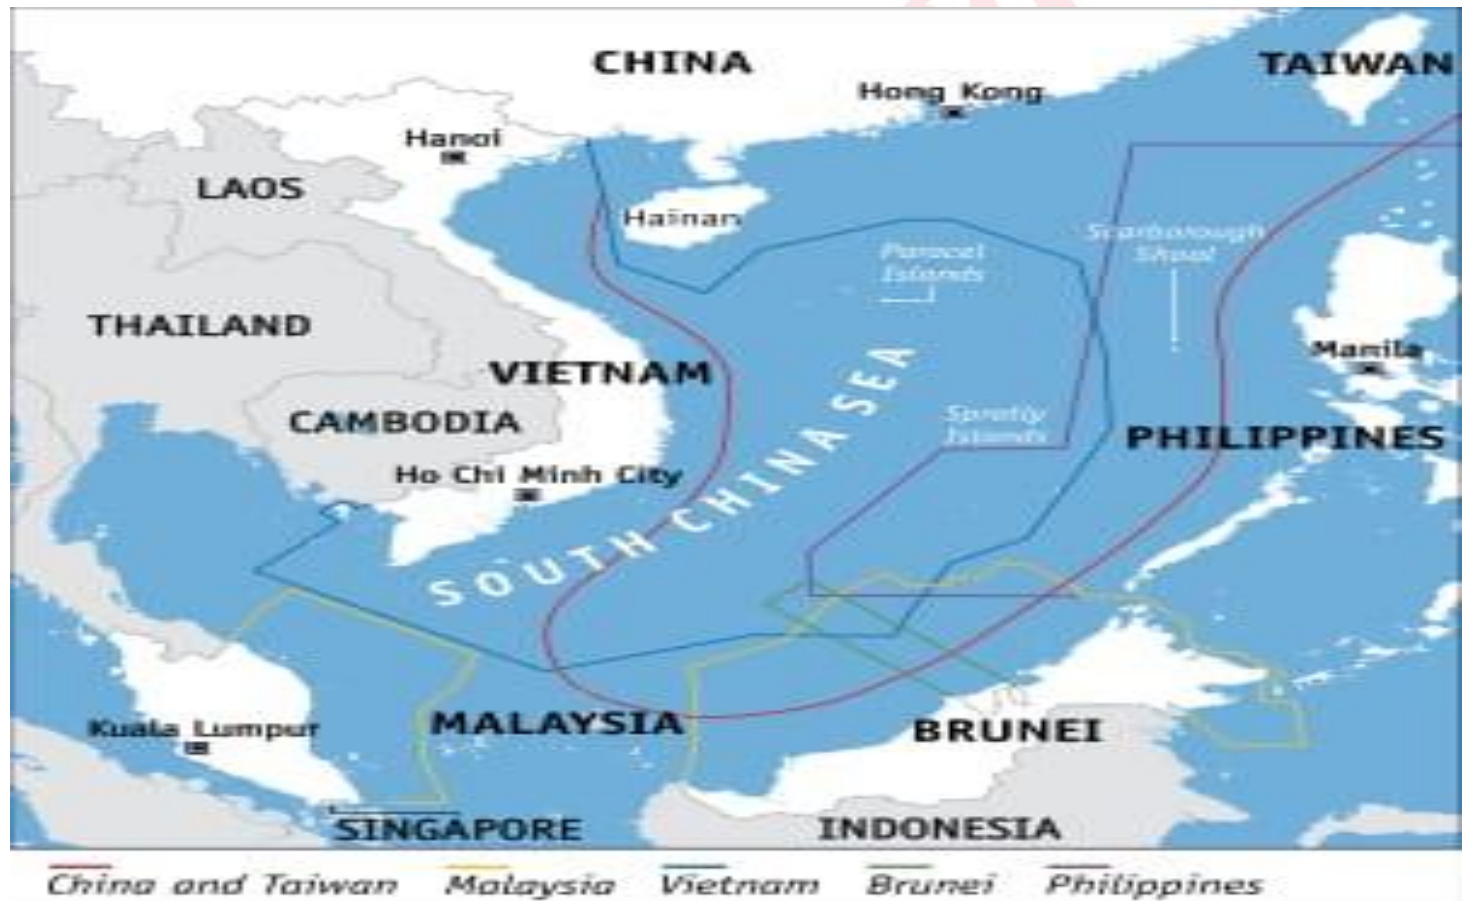 CHINA
TAIWAN
Hong Kong
Hanoi
LAOS
Hainan
Scarborough
Shoal
Paracel
Islands
THAILAND
Manila
VIETNAM
CAMBODIA
Spratly
Islands
PHILIPPINES
Ho Chi Minh City
SOUTH CHINA SEA
Kuala Lumpur
MALAYSIA
BRUNEI
SINGAPORE
INDONESIA
China and Taiwan Malaysia Vietnam Brunei Philippines